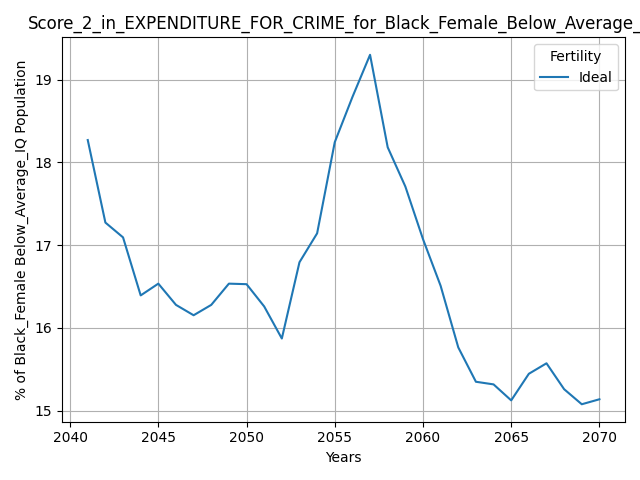 Score_2_in_EXPENDITURE_FOR_CRIME_for_Black_Female_Below_Average_
Fertility
Ideal
% of Black_Female Below_Average_IQ Population
19
18
17
16
15
2040 2045 2050 2055 2060 2065 2070
Years